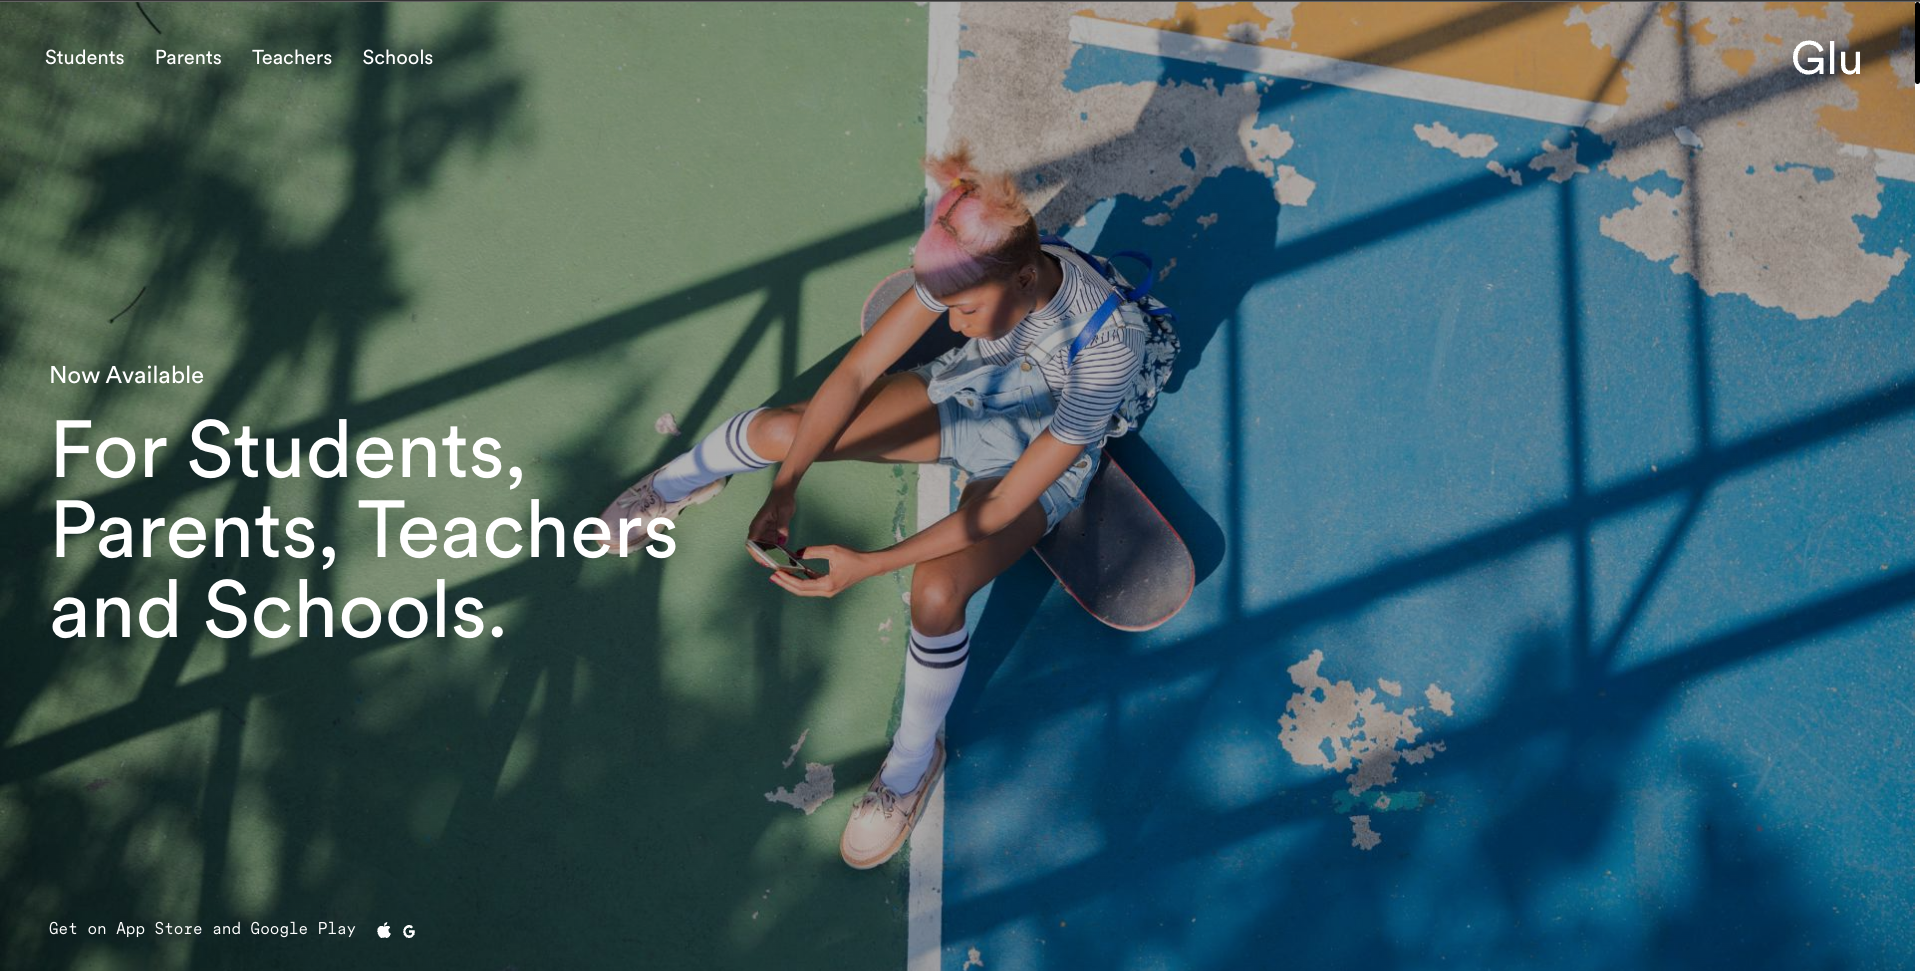 Students Parents Teachers Schools
Glu
Now Available
For Students,
Parents, Teachers
and Schools.
Get on App Store and Google Play